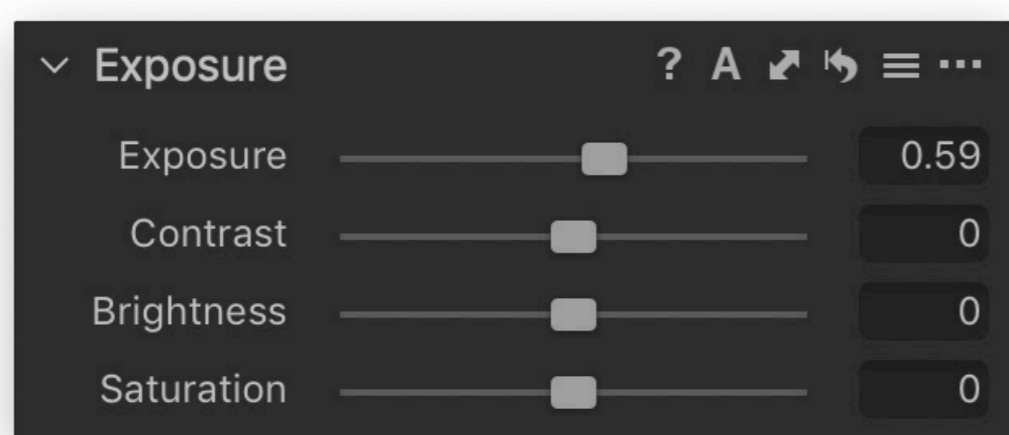 Exposure ? A
Exposure 0.59
Contrast 0
Brightness 0
Saturation 0